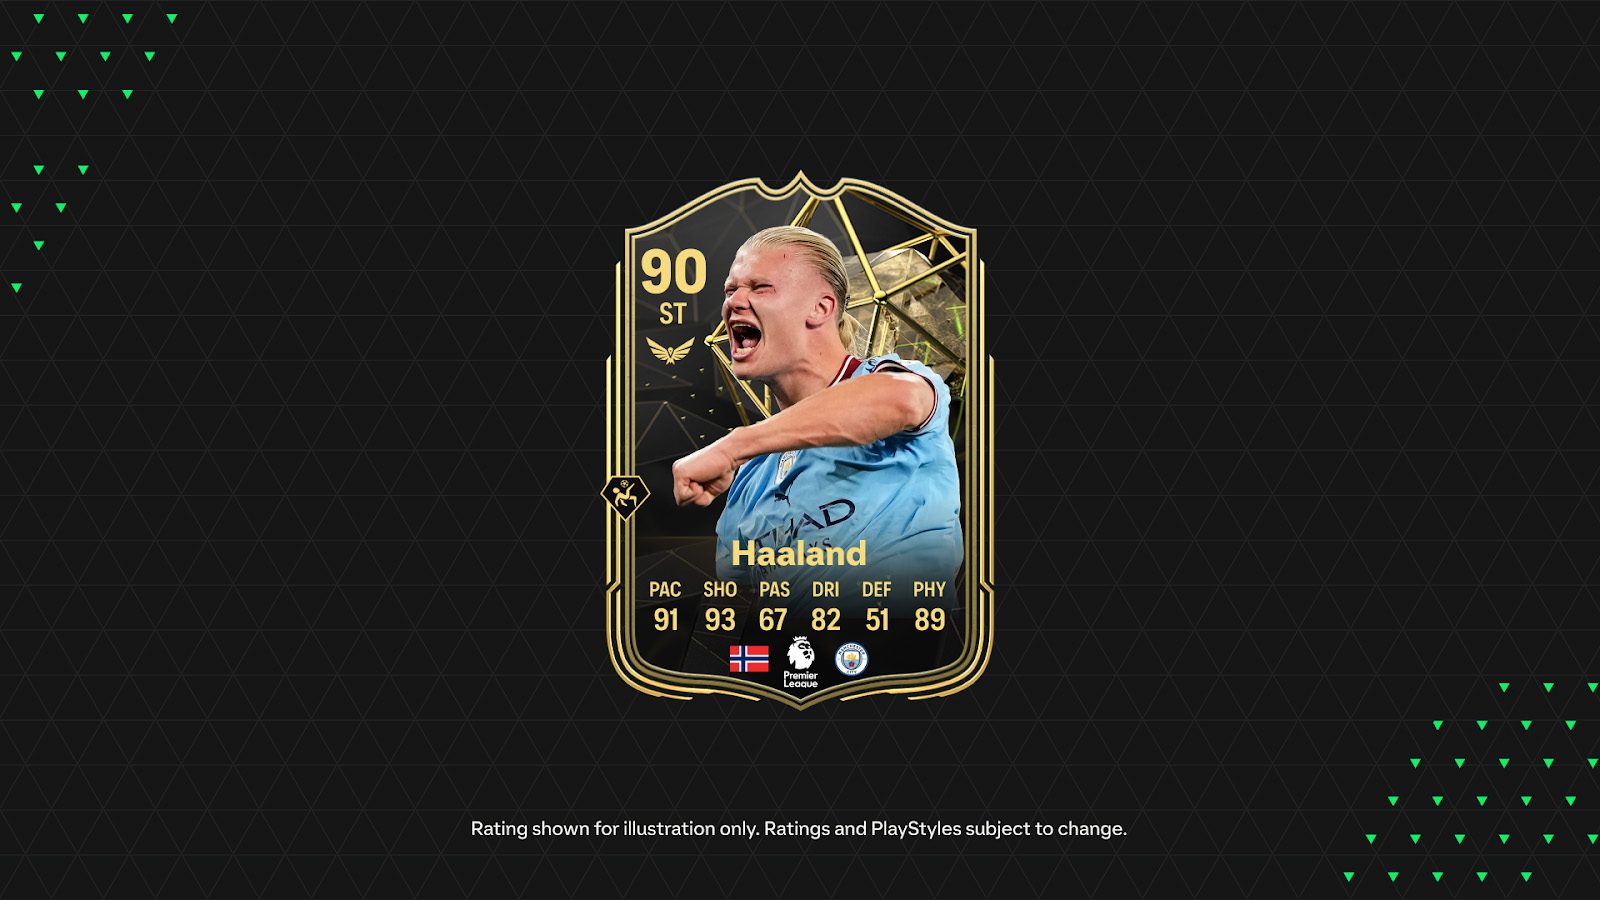 90
ST
Haaland
PAC SHO PAS DRI DEF PHY
91 93 67 82 51 89
Premier
League
Rating shown for illustration only. Ratings and PlayStyles subject to change.